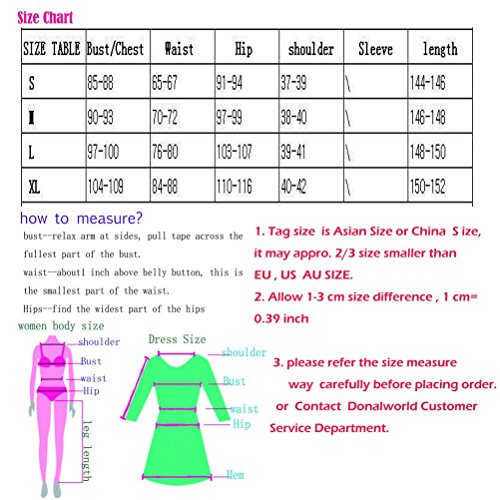 Size Chart
SIZE TABLE Bust/Chest Waist Hip shoulder Sleeve length
S 85-88 65-67 91-94 37-39 \ 144-146
M 90-93 70-72 97-99 38-40 \ 146-148
L 97-100 76-80 103-107 39-41 \ 148-150
XL 104-109 84-88 110-116 40-42 \ 150-152
how to measure?
bust--relax arm at sides, pull tape across the
fullest part of the bust.
waist--about1 inch above belly button, this is
the smallest part of the waist.
Hips--find the widest part of the hips
women body size
shoulder
Bust
waist
Hip
leg length
Dress Size
shoulder
Bust
waist
Hip
Hem
1. Tag size is Asian Size or China S ize,
it may appro. 2/3 size smaller than
EU , US AU SIZE.
2. Allow 1-3 cm size difference , 1 cm=
0.39 inch
3. please refer the size measure
way carefully before placing order.
or Contact Donalworld Customer
Service Department.